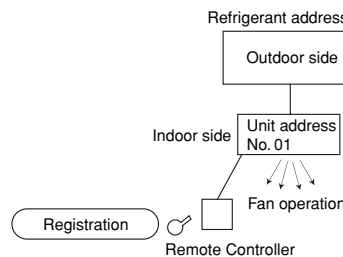 Refrigerant address
Outdoor side
Indoor side
Unit address
No. 01
Fan operation
Registration
Remote Controller